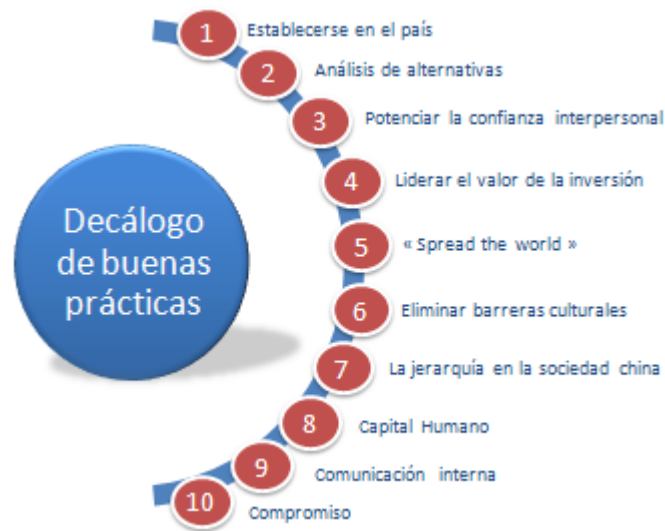 Decálogo
de buenas
prácticas
1 Establecerse en el país
2 Análisis de alternativas
3 Potenciar la confianza interpersonal
4 Liderar el valor de la inversión
5 « Spread the world »
6 Eliminar barreras culturales
7 La jerarquía en la sociedad china
8 Capital Humano
9 Comunicación interna
10 Compromiso